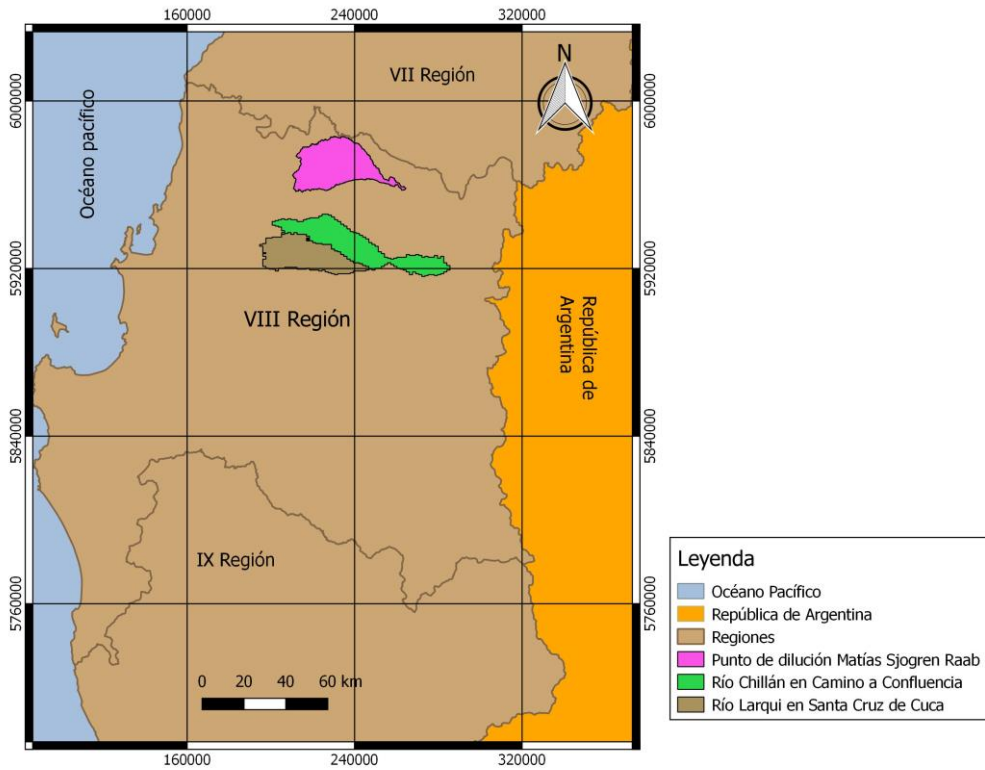 160000
240000
320000
N
VII Región
6000000
6000000
Océano pacífico
5920000
5920000
VIII Región
República de
Argentina
5840000
5840000
IX Región
5760000
5760000
0 20 40 60 km
160000
240000
320000
Leyenda
Océano Pacífico
República de Argentina
Regiones
Punto de dilución Matías Sjogren Raab
Río Chillán en Camino a Confluencia
Río Larqui en Santa Cruz de Cuca